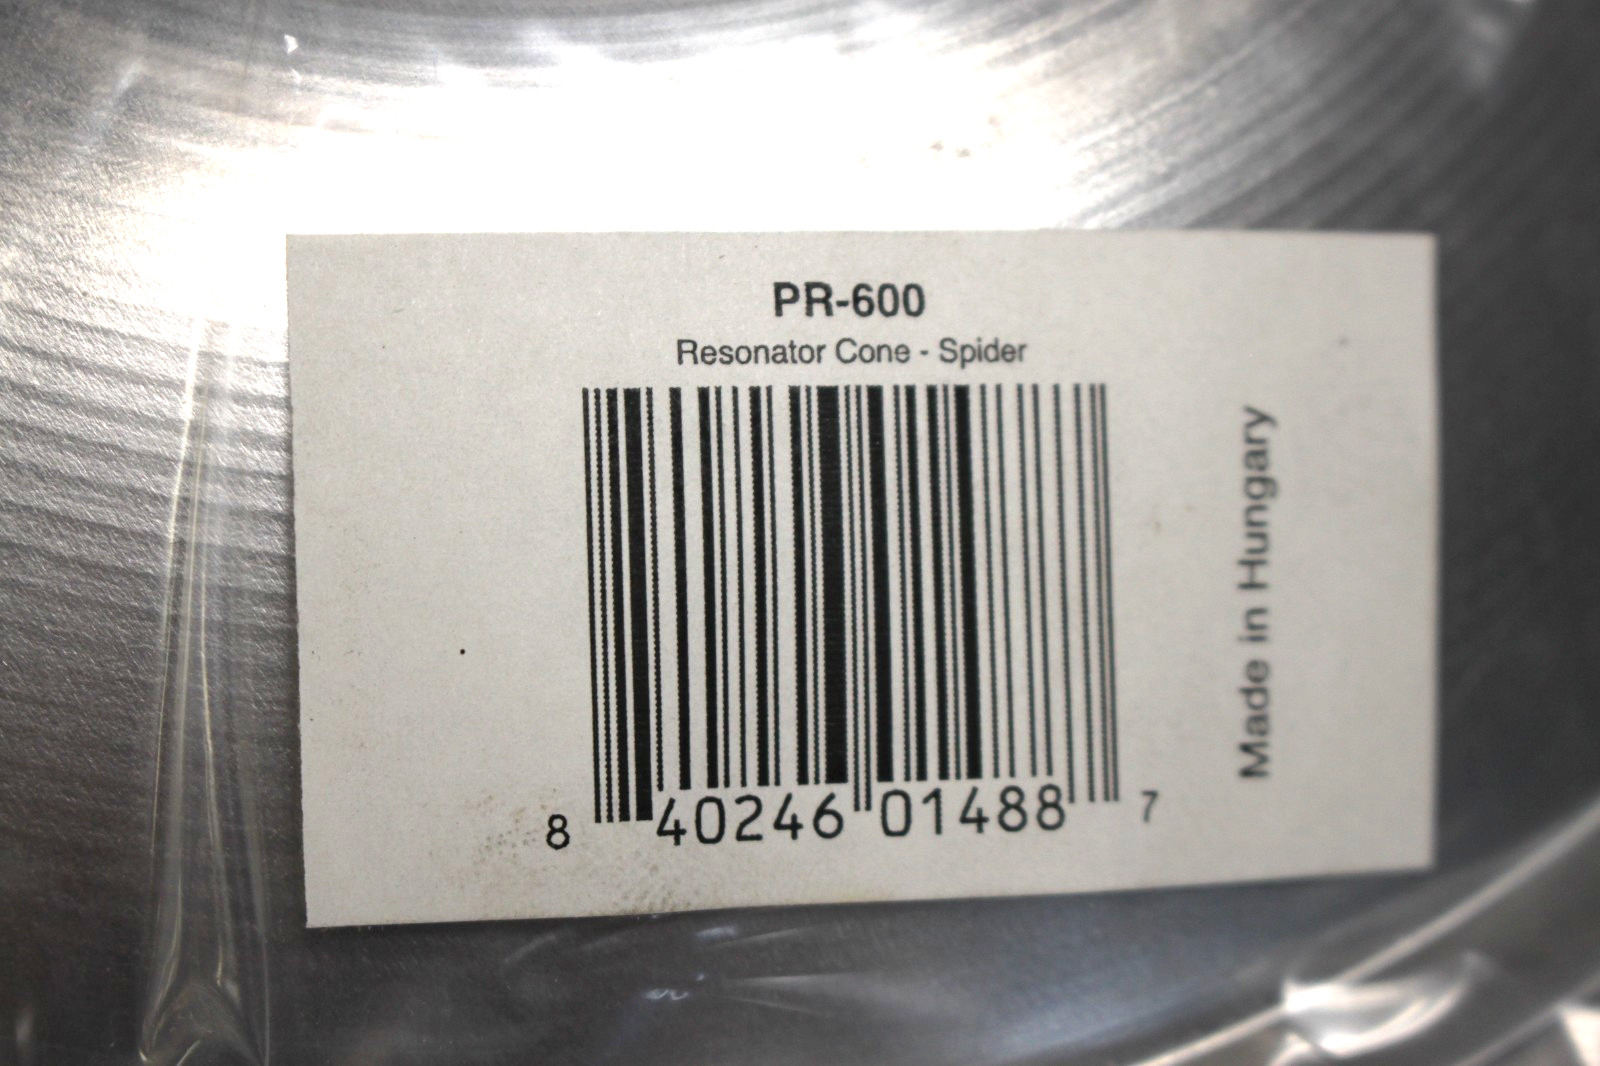 PR-600
Resonator Cone - Spider
8 40246 01488 7
Made in Hungary